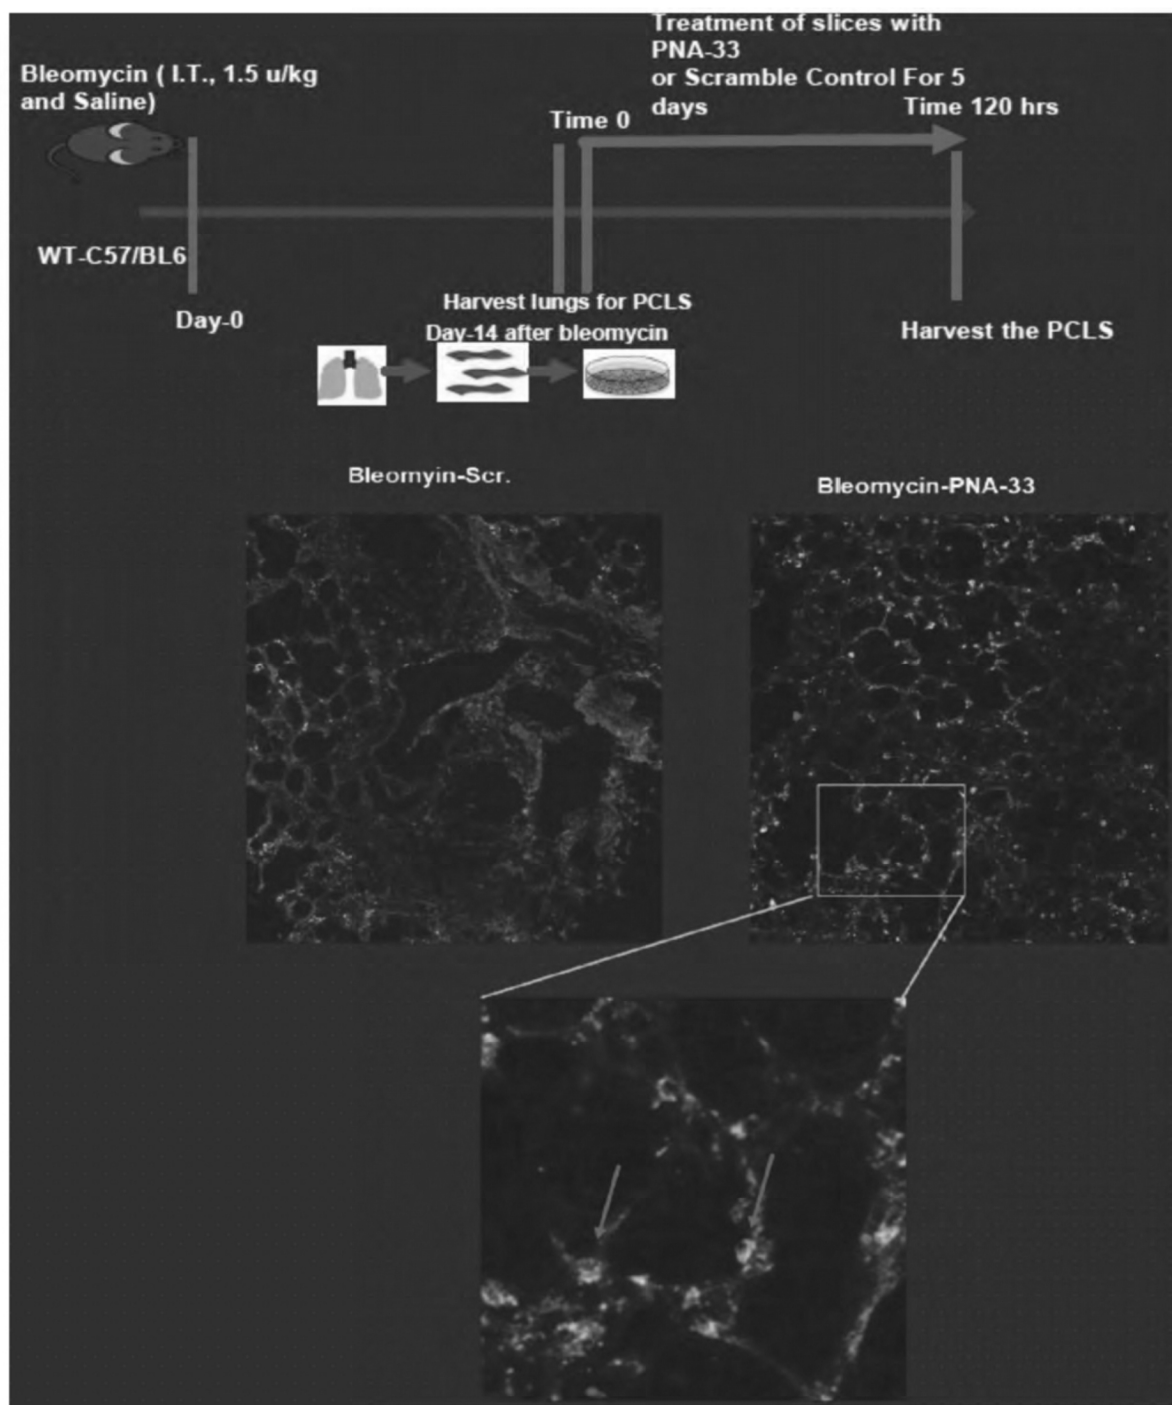 Treatment of slices with
PNA-33
or Scramble Control For 5
days
Bleomycin ( I.T., 1.5 u/kg
and Saline)
Time 0
Time 120 hrs
WT-C57/BL6
Day-0
Harvest lungs for PCLS
Day-14 after bleomycin
Harvest the PCLS
Bleomyin-Scr.
Bleomycin-PNA-33